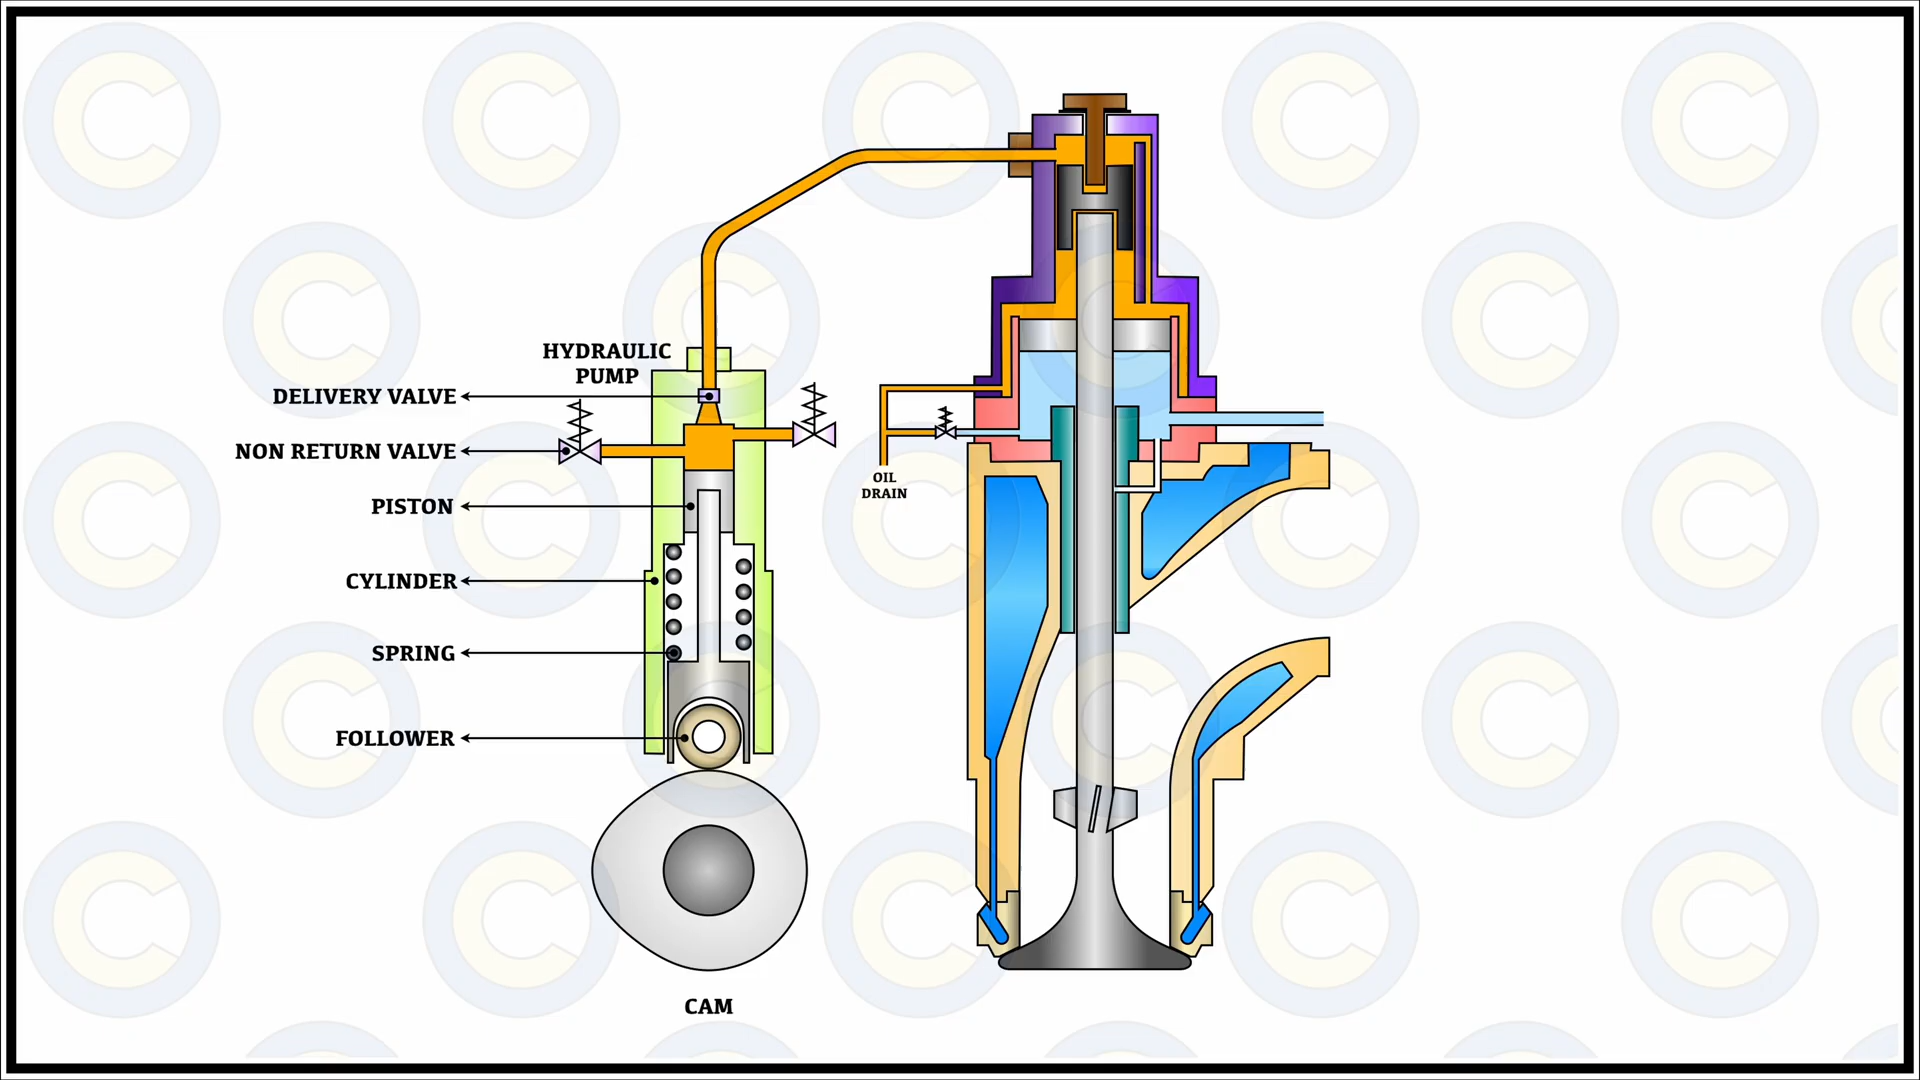 HYDRAULIC
PUMP
DELIVERY VALVE
NON RETURN VALVE
PISTON
CYLINDER
SPRING
FOLLOWER
CAM
OIL
DRAIN